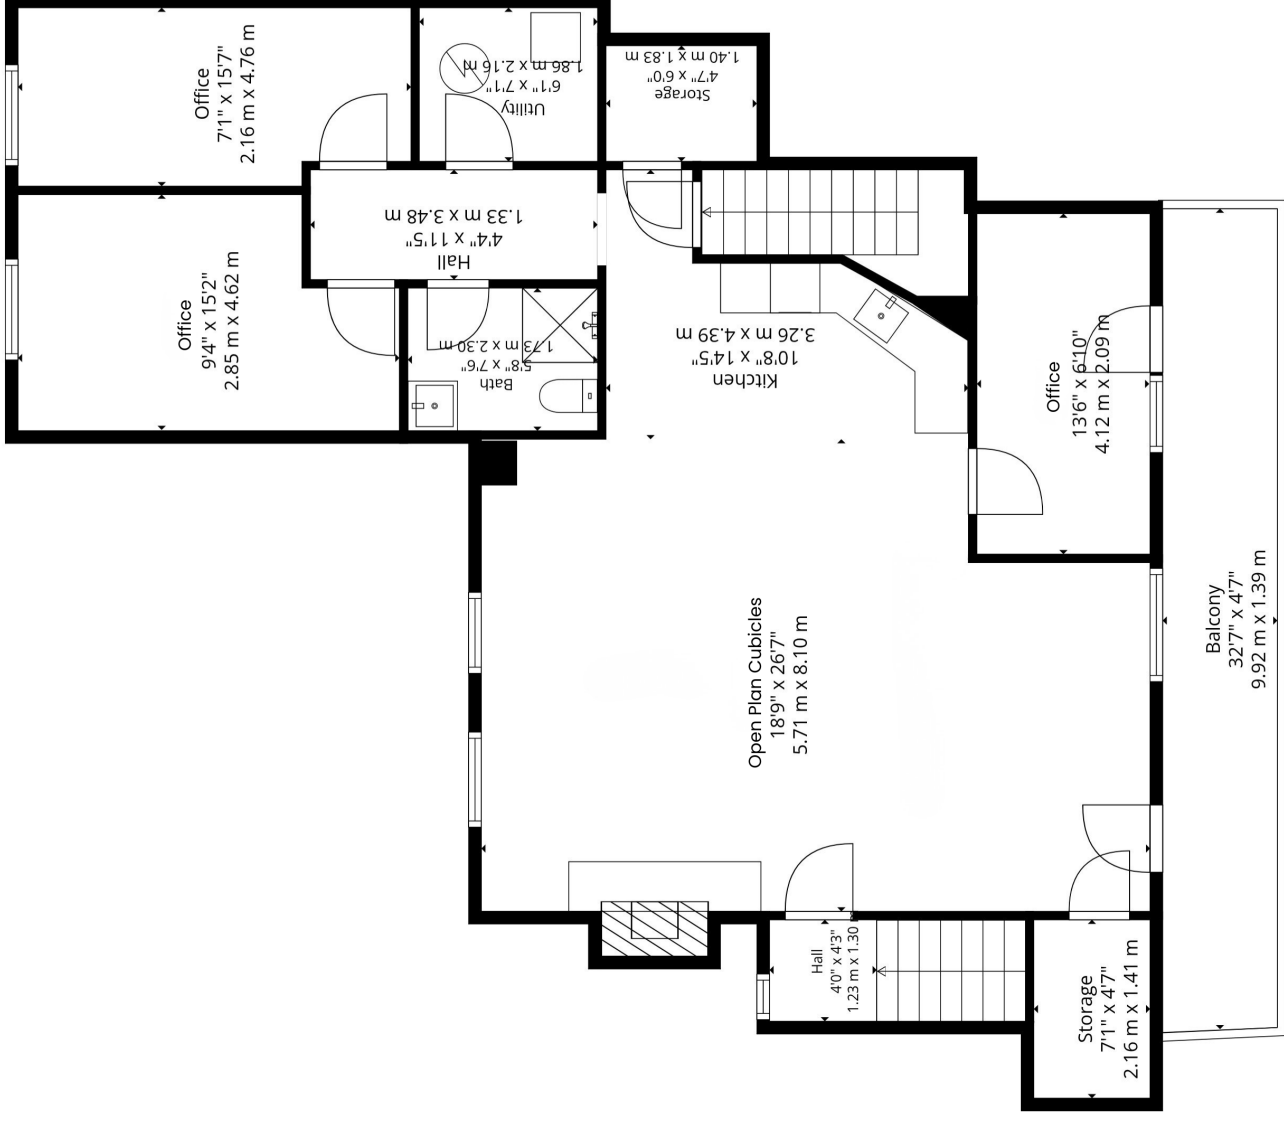 Office
7'1" x 15'7"
2.16 m x 4.76 m
Utility
6'1" x 7'1"
1.86 m x 2.16 m
Storage
4'7" x 6'0"
1.40 m x 1.83 m
Office
9'4" x 15'2"
2.85 m x 4.62 m
Hall
4'4" x 11'5"
1.33 m x 3.48 m
Bath
5'8" x 7'6"
1.73 m x 2.30 m
Kitchen
10'8" x 14'5"
3.26 m x 4.39 m
Office
13'6" x 6'10"
4.12 m x 2.09 m
Open Plan Cubicles
18'9" x 26'7"
5.71 m x 8.10 m
Balcony
32'7" x 4'7"
9.92 m x 1.39 m
Hall
4'0" x 4'3"
1.23 m x 1.30
Storage
7'1" x 4'7"
2.16 m x 1.41 m